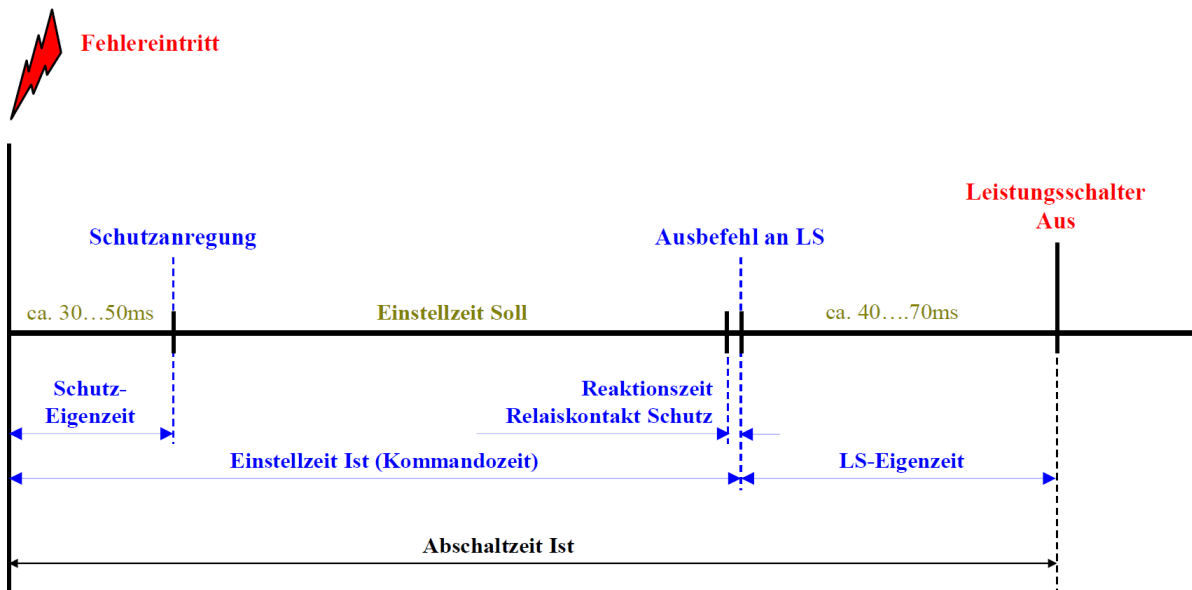 Fehlereintritt
Leistungsschalter
Aus
Schutzanregung
Ausbefehl an LS
ca. 30…50ms
Einstellzeit Soll
ca. 40….70ms
Schutz-
Eigenzeit
Reaktionszeit
Relaiskontakt Schutz
Einstellzeit Ist (Kommandozeit)
LS-Eigenzeit
Abschaltzeit Ist